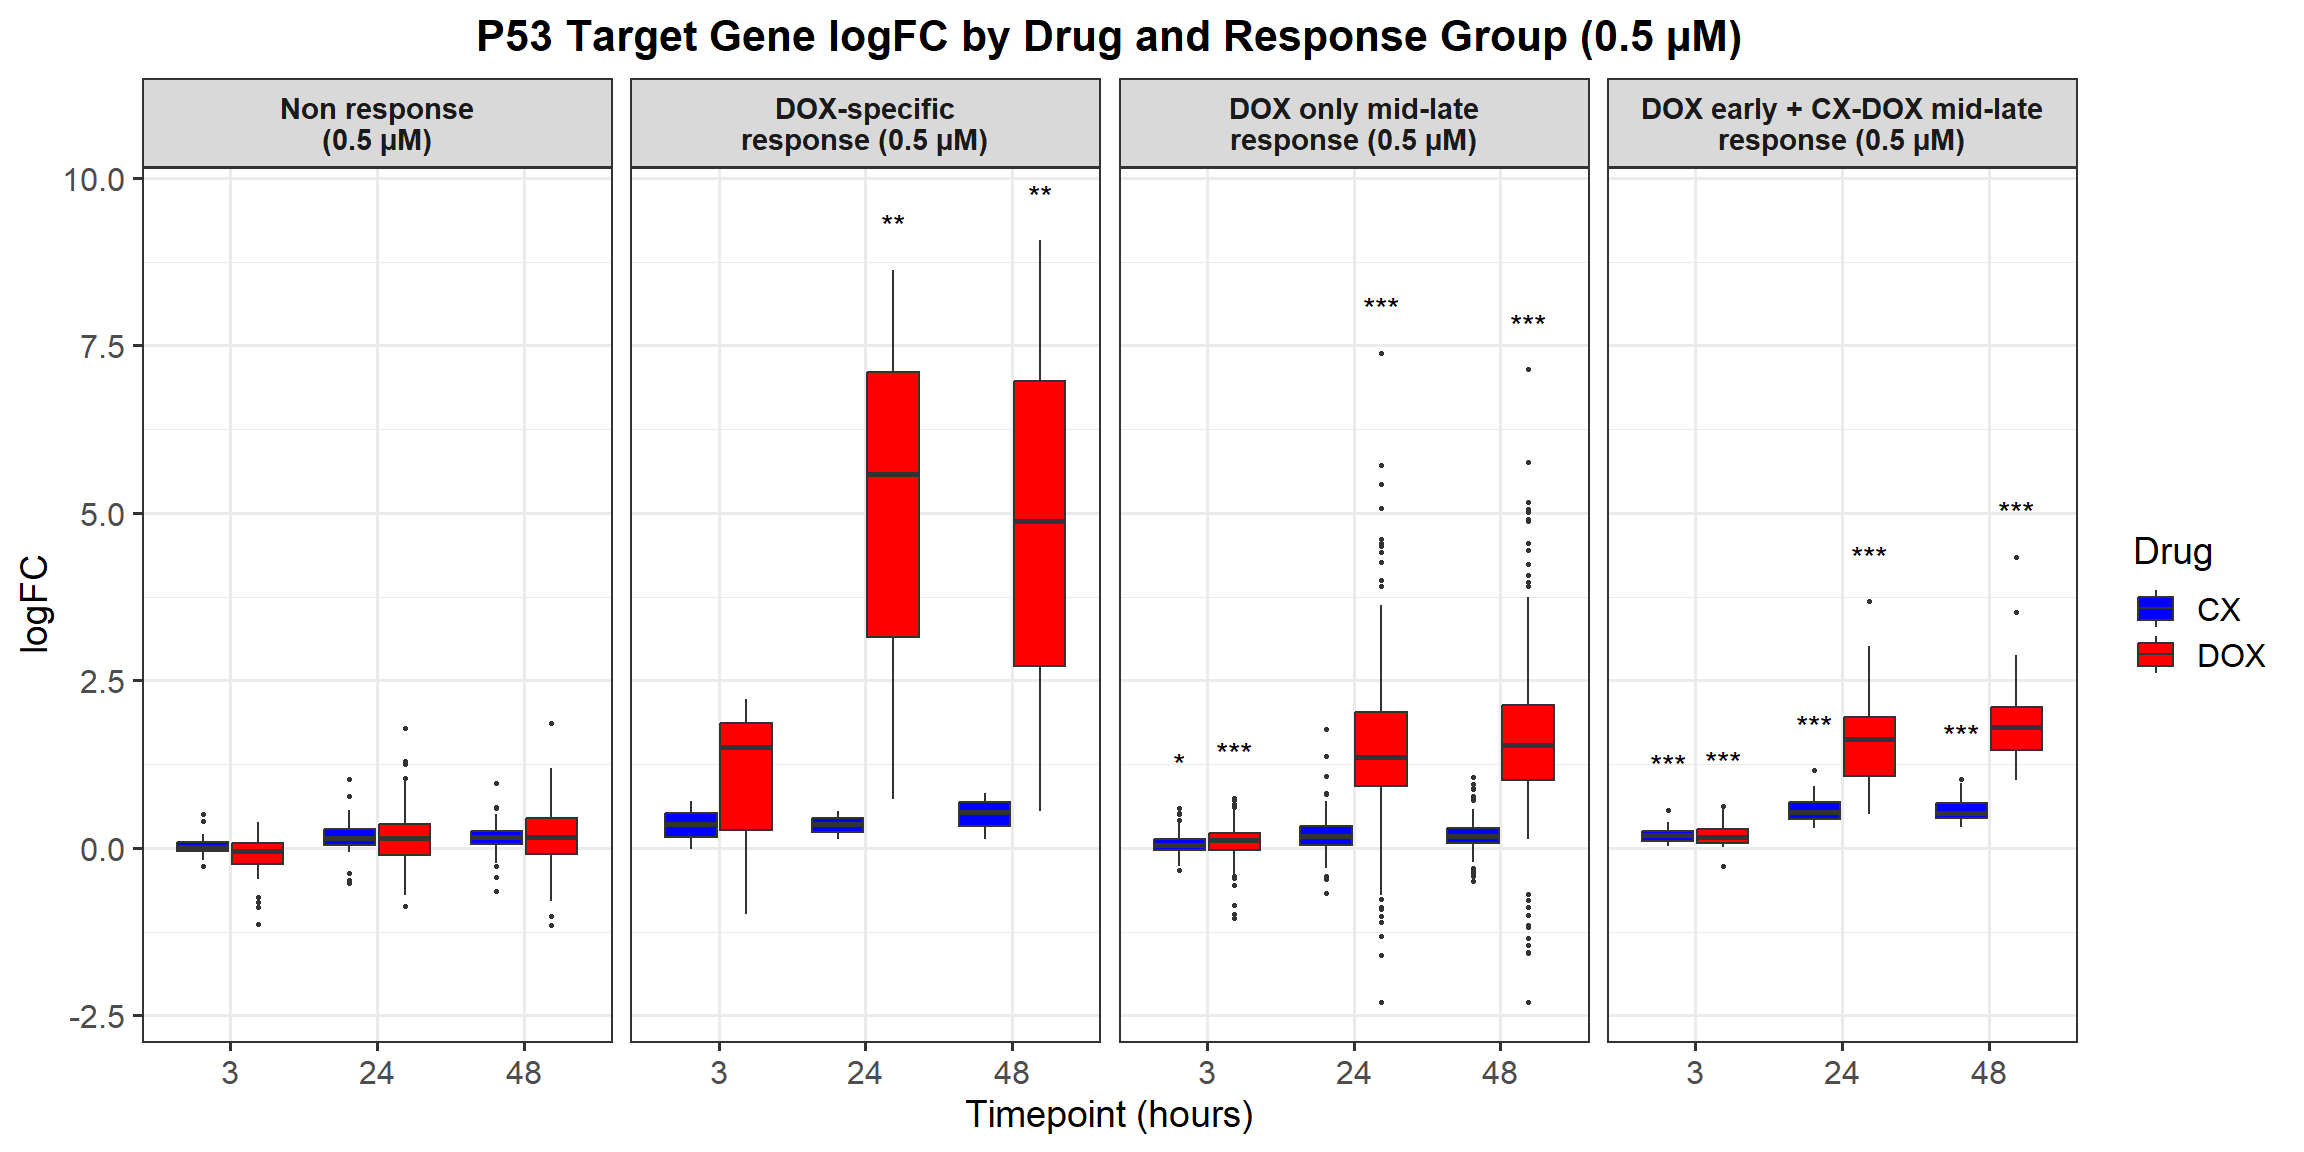 P53 Target Gene logFC by Drug and Response Group (0.5 µM)
Non response
(0.5 µM)
DOX-specific
response (0.5 µM)
DOX only mid-late
response (0.5 µM)
DOX early + CX-DOX mid-late
response (0.5 µM)
logFC
10.0
7.5
5.0
2.5
0.0
-2.5
**
**
*
***
***
***
***
***
***
***
***
***
3 24 48
3 24 48
3 24 48
3 24 48
Timepoint (hours)
Drug
CX
DOX